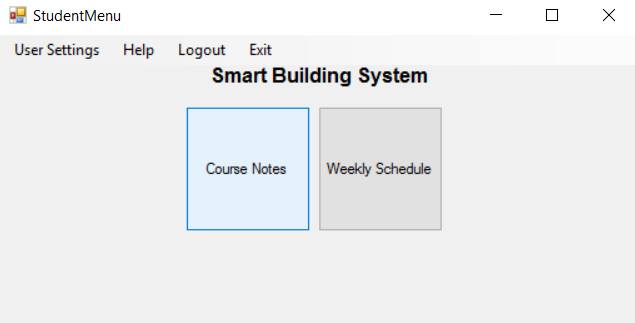 StudentMenu
User Settings Help Logout Exit
Smart Building System
Course Notes Weekly Schedule